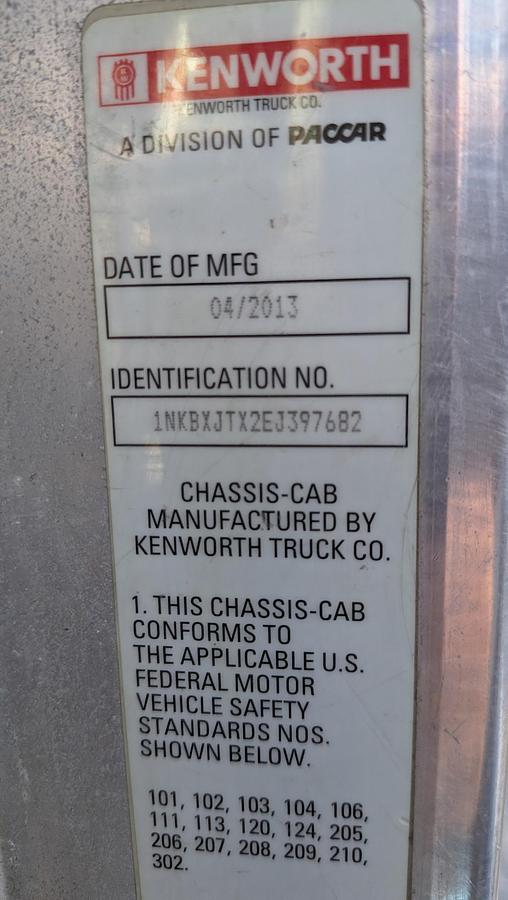 KENWORTH
KENWORTH TRUCK CO.
A DIVISION OF PACCAR
DATE OF MFG
04/2013
IDENTIFICATION NO.
1NKBXJTX2EJ397682
CHASSIS-CAB
MANUFACTURED BY
KENWORTH TRUCK CO.
1. THIS CHASSIS-CAB
CONFORMS TO
THE APPLICABLE U.S.
FEDERAL MOTOR
VEHICLE SAFETY
STANDARDS NOS.
SHOWN BELOW.
101, 102, 103, 104, 106,
111, 113, 120, 124, 205,
206, 207, 208, 209, 210,
302.